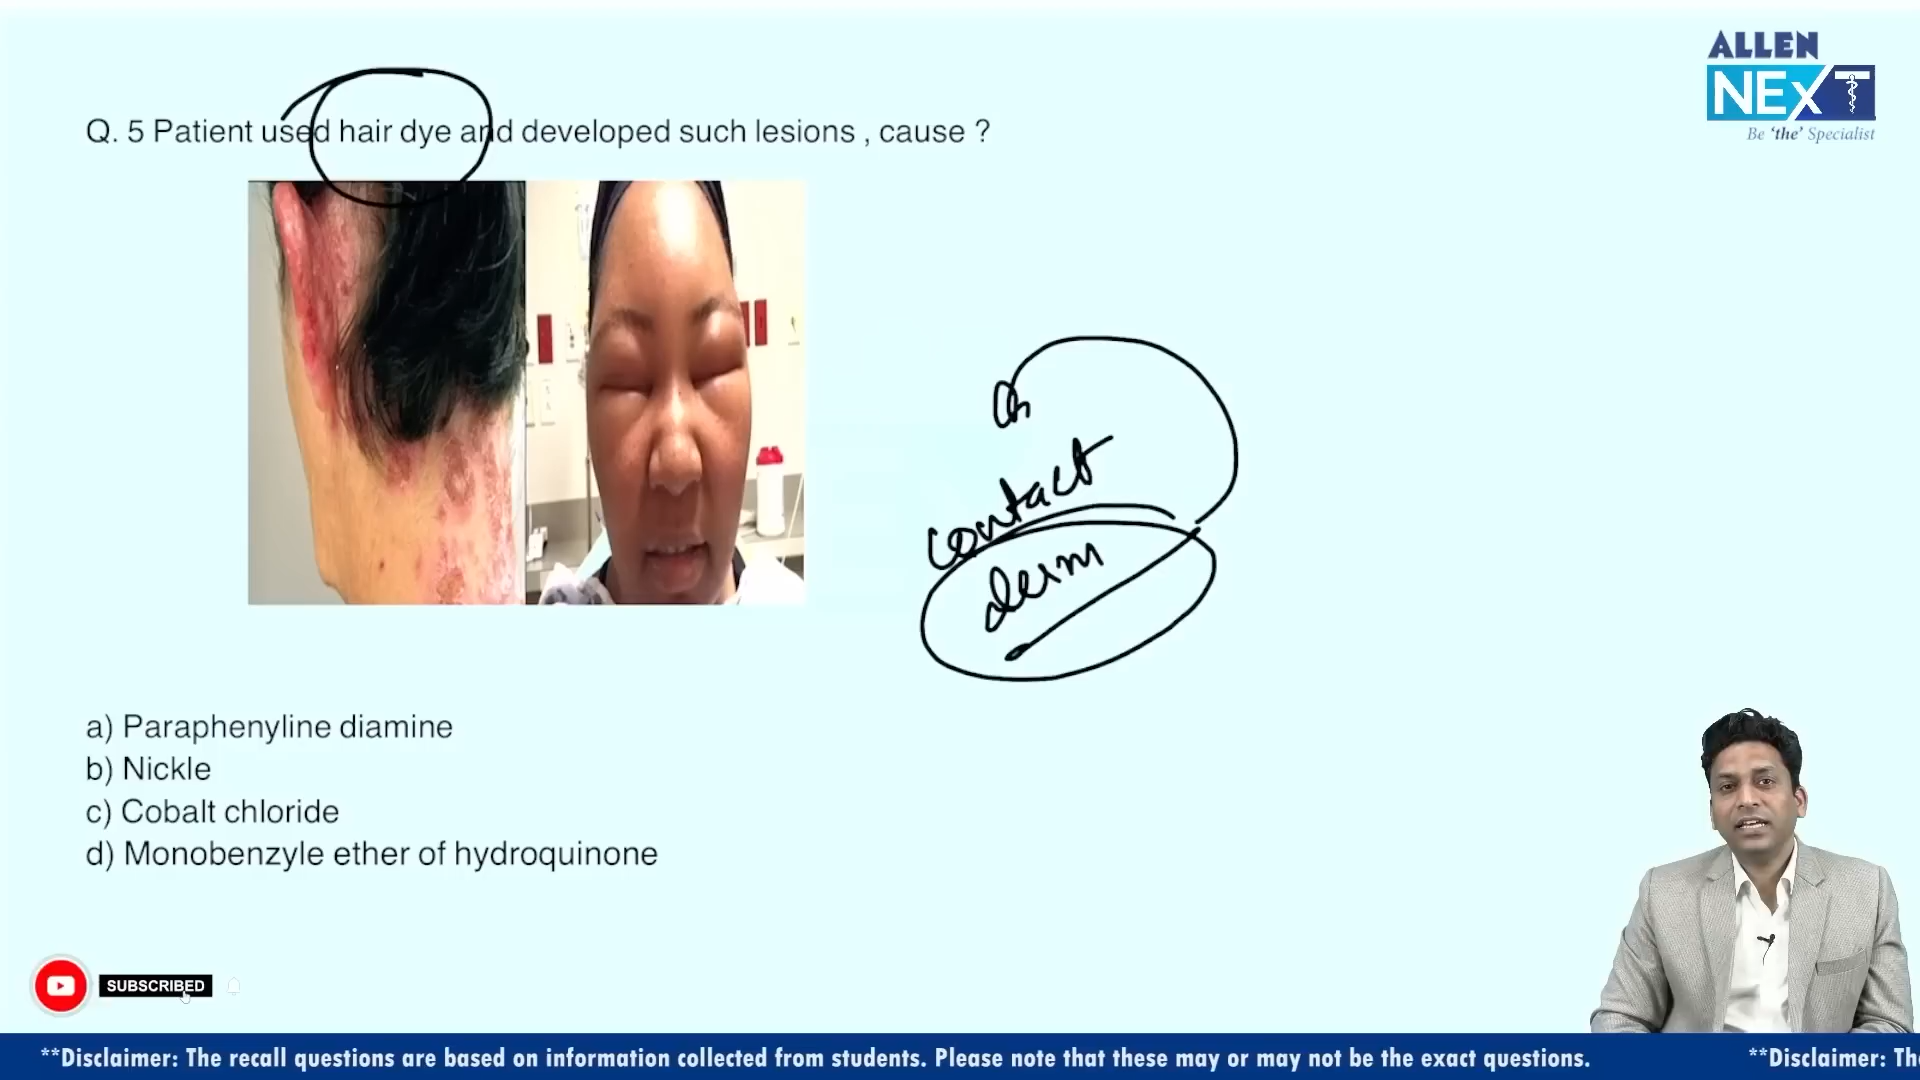 ALLEN
NEXT
Be 'the' Specialist
Q. 5 Patient used hair dye and developed such lesions , cause ?
contact
derm
a) Paraphenyline diamine
b) Nickle
c) Cobalt chloride
d) Monobenzyle ether of hydroquinone
SUBSCRIBED
**Disclaimer: The recall questions are based on information collected from students. Please note that these may or may not be the exact questions. **Disclaimer: Th